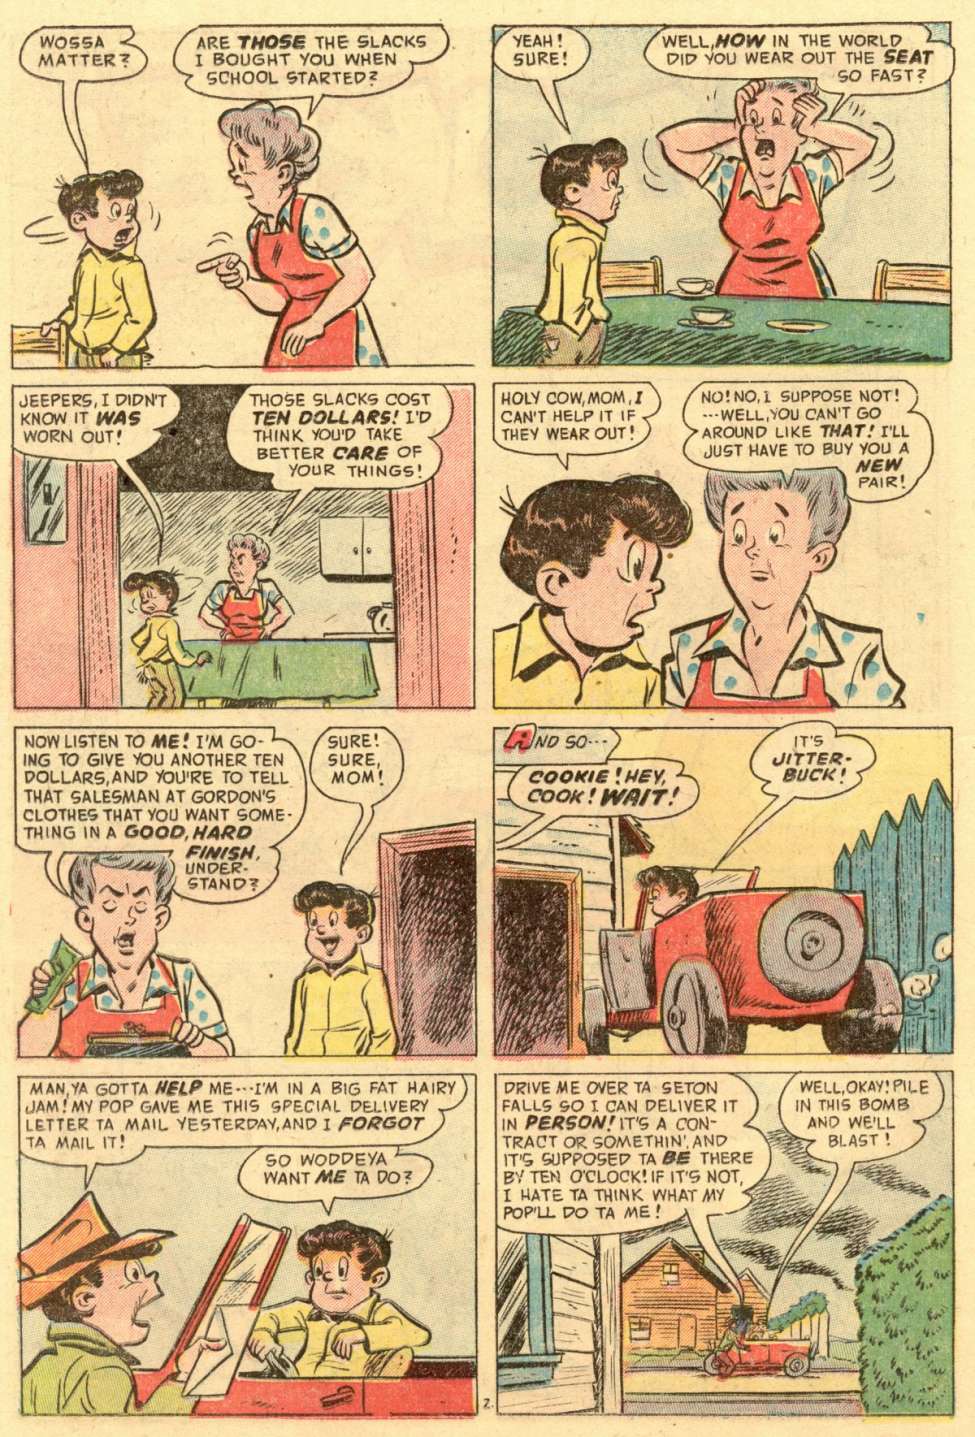 WOSSA
MATTER?
ARE THOSE THE SLACKS
I BOUGHT YOU WHEN
SCHOOL STARTED?
YEAH!
SURE!
WELL, HOW IN THE WORLD
DID YOU WEAR OUT THE SEAT
SO FAST?
JEEPERS, I DIDN'T
KNOW IT WAS
WORN OUT!
THOSE SLACKS COST
TEN DOLLARS! I'D
THINK YOU'D TAKE
BETTER CARE OF
YOUR THINGS!
HOLY COW, MOM, I
CAN'T HELP IT IF
THEY WEAR OUT!
NO! NO, I SUPPOSE NOT!
---WELL, YOU CAN'T GO
AROUND LIKE THAT! I'LL
JUST HAVE TO BUY YOU A
NEW
PAIR!
NOW LISTEN TO ME! I'M GO-
ING TO GIVE YOU ANOTHER TEN
DOLLARS, AND YOU'RE TO TELL
THAT SALESMAN AT GORDON'S
CLOTHES THAT YOU WANT SOME-
THING IN A GOOD, HARD
FINISH,
UNDER-
STAND?
SURE!
SURE,
MOM!
AND SO---
COOKIE! HEY,
COOK! WAIT!
IT'S
JITTER-
BUCK!
MAN, YA GOTTA HELP ME---I'M IN A BIG FAT HAIRY
JAM! MY POP GAVE ME THIS SPECIAL DELIVERY
LETTER TA MAIL YESTERDAY, AND I FORGOT
TA MAIL IT!
SO WODDEYA
WANT ME TA DO?
2
DRIVE ME OVER TA SETON
FALLS SO I CAN DELIVER IT
IN PERSON! IT'S A CON-
TRACT OR SOMETHIN', AND
IT'S SUPPOSED TA BE THERE
BY TEN O'CLOCK! IF IT'S NOT,
I HATE TA THINK WHAT MY
POP'LL DO TA ME!
WELL, OKAY! PILE
IN THIS BOMB
AND WE'LL
BLAST!